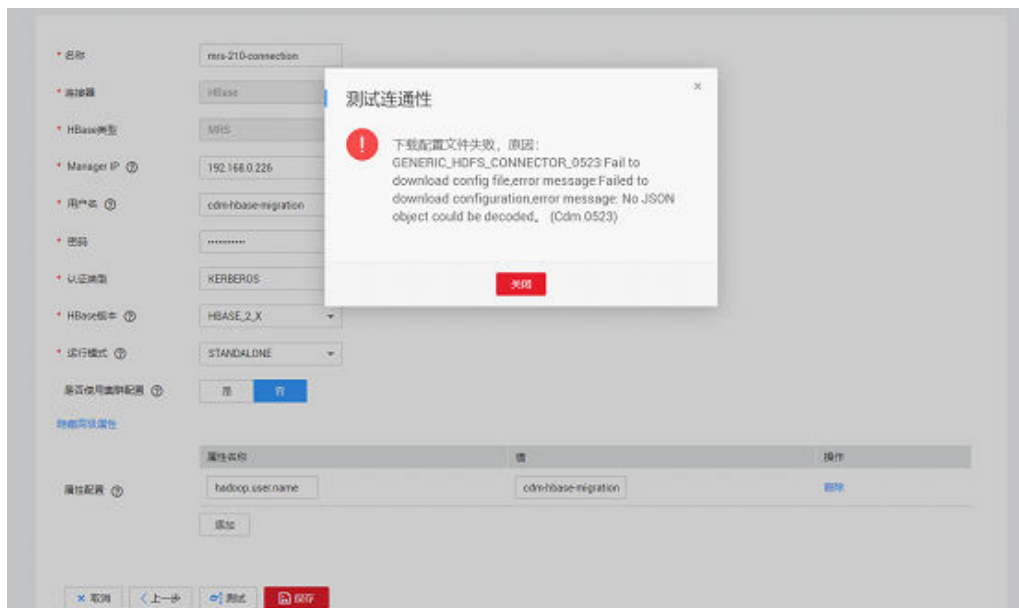 * 名称 mrs-210-connection
* 连接器 HBase
* HBase类型 MRS
* Manager IP 192.168.0.226
* 用户名 cdm-hbase-migration
* 密码 ••••••••••
* 认证类型 KERBEROS
* HBase版本 HBASE_2_X
* 运行模式 STANDALONE
是否使用集群配置 是 否
隐藏高级属性
属性名称 值 操作
属性配置 hadoop.user.name cdm-hbase-migration 删除
添加
× 取消 < 上一步 测试 保存
测试连通性 ×
下载配置文件失败，原因：
GENERIC_HDFS_CONNECTOR_0523:Fail to
download config file,error message:Failed to
download configuration,error message: No JSON
object could be decoded。 (Cdm.0523)
关闭